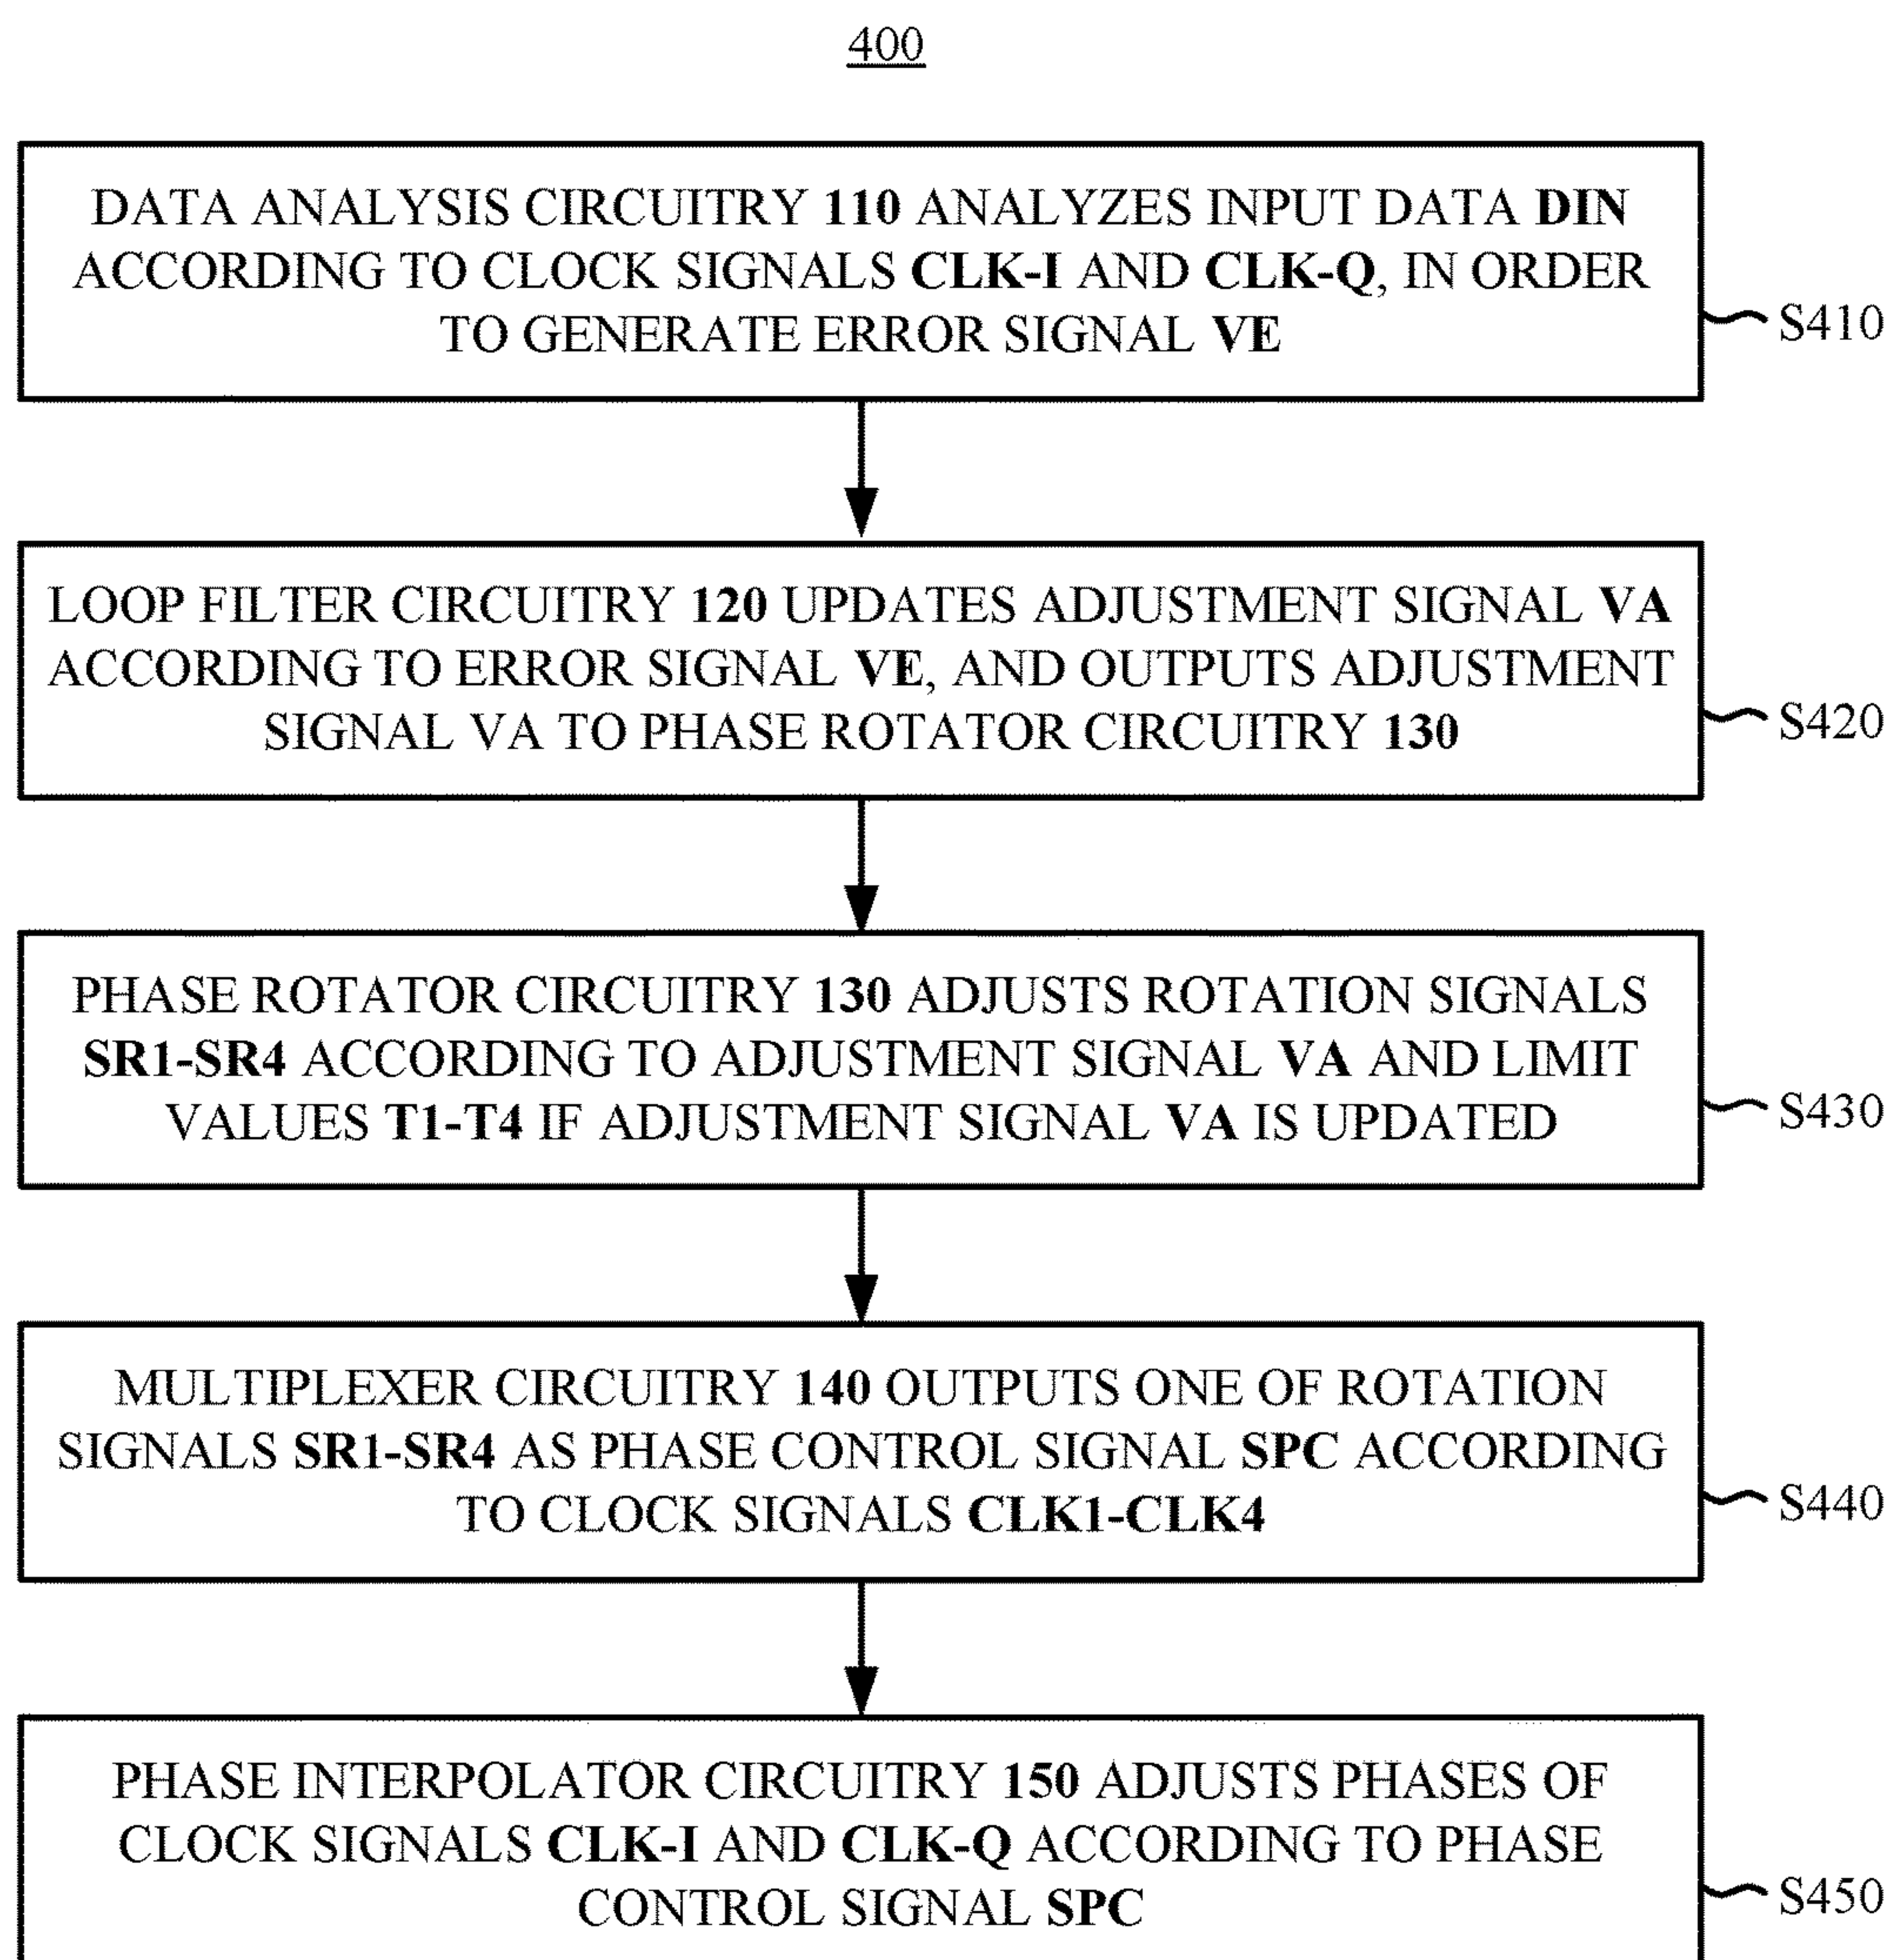 400
DATA ANALYSIS CIRCUITRY 110 ANALYZES INPUT DATA DIN
ACCORDING TO CLOCK SIGNALS CLK-I AND CLK-Q, IN ORDER
TO GENERATE ERROR SIGNAL VE
S410
LOOP FILTER CIRCUITRY 120 UPDATES ADJUSTMENT SIGNAL VA
ACCORDING TO ERROR SIGNAL VE, AND OUTPUTS ADJUSTMENT
SIGNAL VA TO PHASE ROTATOR CIRCUITRY 130
S420
PHASE ROTATOR CIRCUITRY 130 ADJUSTS ROTATION SIGNALS
SR1-SR4 ACCORDING TO ADJUSTMENT SIGNAL VA AND LIMIT
VALUES T1-T4 IF ADJUSTMENT SIGNAL VA IS UPDATED
S430
MULTIPLEXER CIRCUITRY 140 OUTPUTS ONE OF ROTATION
SIGNALS SR1-SR4 AS PHASE CONTROL SIGNAL SPC ACCORDING
TO CLOCK SIGNALS CLK1-CLK4
S440
PHASE INTERPOLATOR CIRCUITRY 150 ADJUSTS PHASES OF
CLOCK SIGNALS CLK-I AND CLK-Q ACCORDING TO PHASE
CONTROL SIGNAL SPC
S450